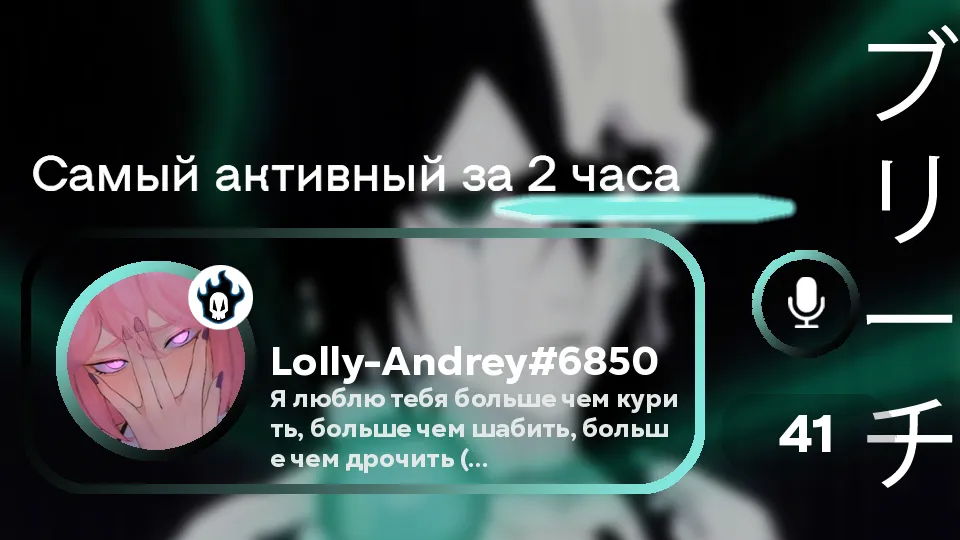 Самый активный за 2 часа
Lolly-Andrey#6850
Я люблю тебя больше чем кури
ть, больше чем шабить, больш
е чем дрочить (...
41
ブリーチ